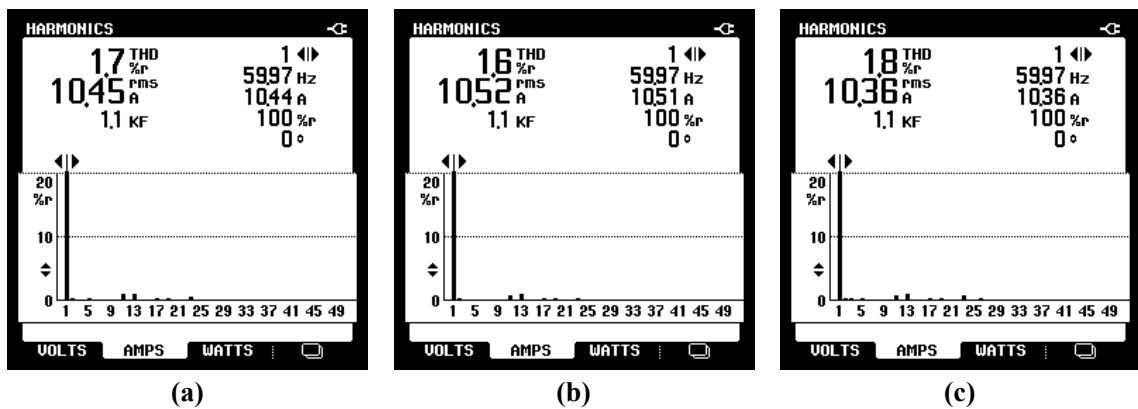 HARMONICS
1.7 THD %r
10.45 rms A
1.1 KF
1
59.97 Hz
10.44 A
100 %r
0 °
20
%r
10
0
1 5 9 13 17 21 25 29 33 37 41 45 49
VOLTS AMPS WATTS
(a)
HARMONICS
1.6 THD %r
10.52 rms A
1.1 KF
1
59.97 Hz
10.51 A
100 %r
0 °
20
%r
10
0
1 5 9 13 17 21 25 29 33 37 41 45 49
VOLTS AMPS WATTS
(b)
HARMONICS
1.8 THD %r
10.36 rms A
1.1 KF
1
59.97 Hz
10.36 A
100 %r
0 °
20
%r
10
0
1 5 9 13 17 21 25 29 33 37 41 45 49
VOLTS AMPS WATTS
(c)